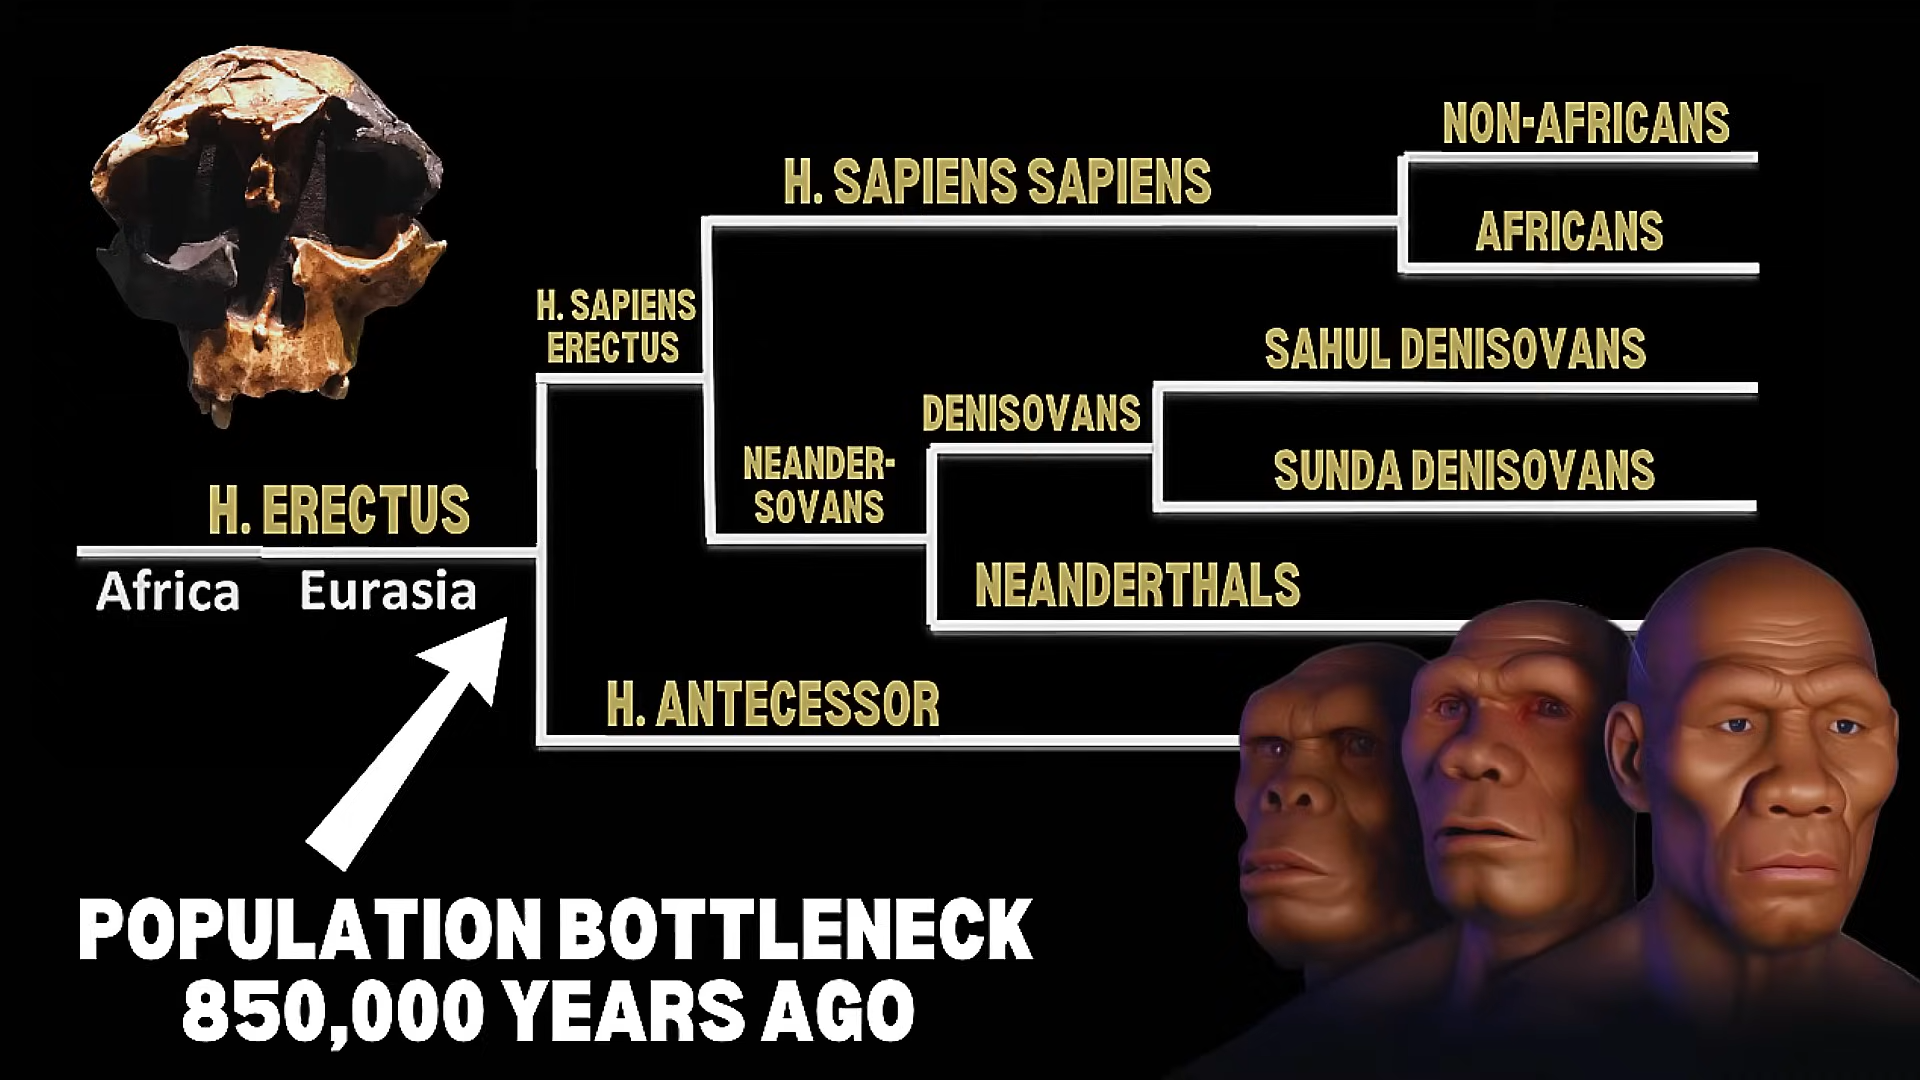 NON-AFRICANS
H. SAPIENS SAPIENS
AFRICANS
H. SAPIENS
ERECTUS
SAHUL DENISOVANS
DENISOVANS
NEANDER-
SOVANS
SUNDA DENISOVANS
H. ERECTUS
Africa Eurasia
NEANDERTHALS
H. ANTECESSOR
POPULATION BOTTLENECK
850,000 YEARS AGO